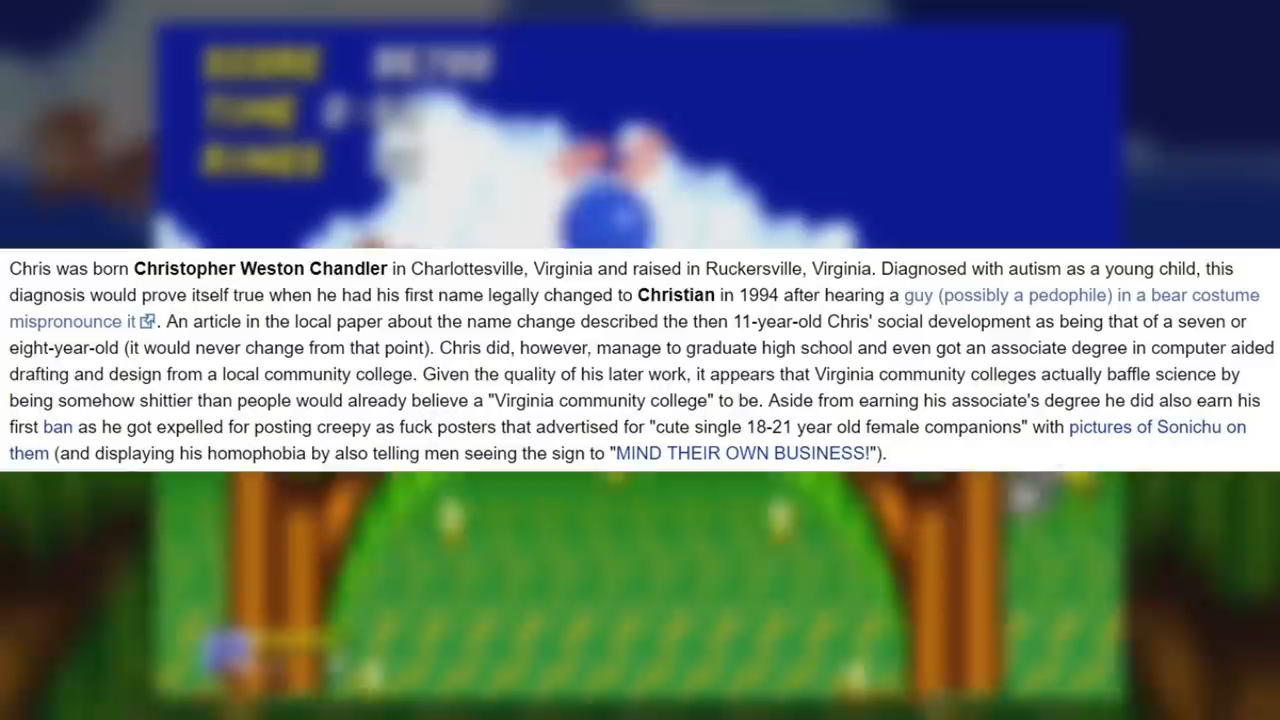 SCORE
TIME
RINGS
Chris was born Christopher Weston Chandler in Charlottesville, Virginia and raised in Ruckersville, Virginia. Diagnosed with autism as a young child, this
diagnosis would prove itself true when he had his first name legally changed to Christian in 1994 after hearing a guy (possibly a pedophile) in a bear costume
mispronounce it. An article in the local paper about the name change described the then 11-year-old Chris' social development as being that of a seven or
eight-year-old (it would never change from that point). Chris did, however, manage to graduate high school and even got an associate degree in computer aided
drafting and design from a local community college. Given the quality of his later work, it appears that Virginia community colleges actually baffle science by
being somehow shittier than people would already believe a "Virginia community college" to be. Aside from earning his associate's degree he did also earn his
first ban as he got expelled for posting creepy as fuck posters that advertised for "cute single 18-21 year old female companions" with pictures of Sonichu on
them (and displaying his homophobia by also telling men seeing the sign to "MIND THEIR OWN BUSINESS!").